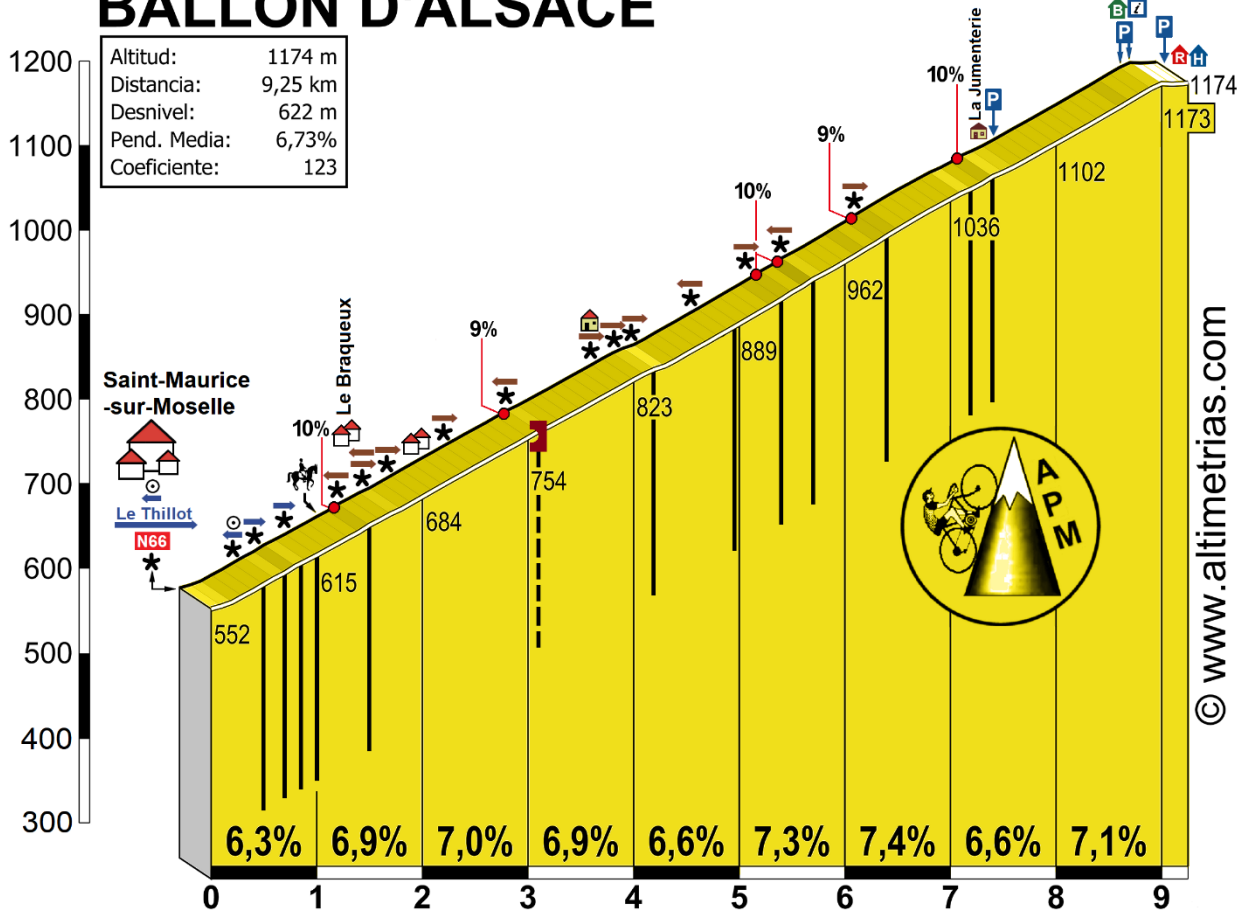 BALLON D'ALSACE
Altitud: 1174 m
Distancia: 9,25 km
Desnivel: 622 m
Pend. Media: 6,73%
Coeficiente: 123
1200
1100
1000
900
800
700
600
500
400
300
Saint-Maurice
-sur-Moselle
Le Thillot
N66
10%
Le Braqueux
9%
10%
9%
10%
La Jumenterie
P
B
i
P
P
R
H
552
615
684
754
823
889
962
1036
1102
1173
1174
APM
© www.altimetrias.com
6,3% 6,9% 7,0% 6,9% 6,6% 7,3% 7,4% 6,6% 7,1%
0 1 2 3 4 5 6 7 8 9